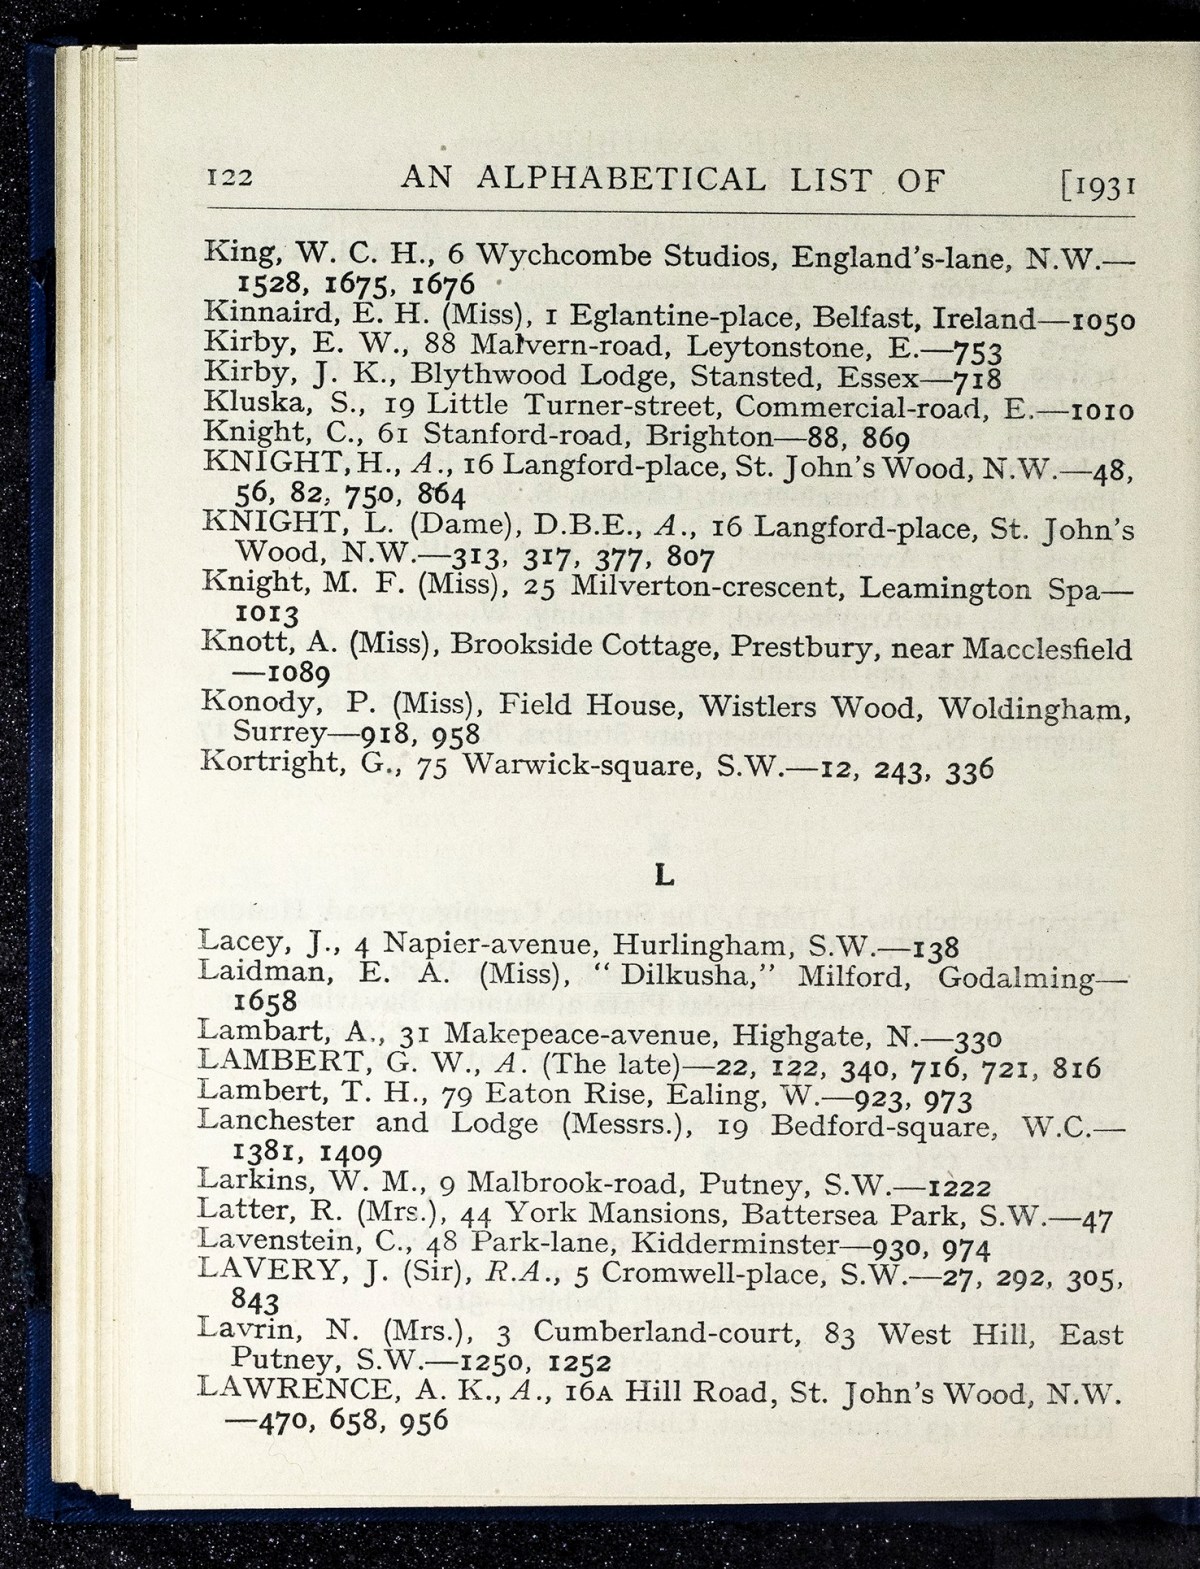 122 AN ALPHABETICAL LIST OF [1931
King, W. C. H., 6 Wychcombe Studios, England's-lane, N.W.—
1528, 1675, 1676
Kinnaird, E. H. (Miss), 1 Eglantine-place, Belfast, Ireland—1050
Kirby, E. W., 88 Malvern-road, Leytonstone, E.—753
Kirby, J. K., Blythwood Lodge, Stansted, Essex—718
Kluska, S., 19 Little Turner-street, Commercial-road, E.—1010
Knight, C., 61 Stanford-road, Brighton—88, 869
KNIGHT, H., A., 16 Langford-place, St. John's Wood, N.W.—48,
56, 82, 750, 864
KNIGHT, L. (Dame), D.B.E., A., 16 Langford-place, St. John's
Wood, N.W.—313, 317, 377, 807
Knight, M. F. (Miss), 25 Milverton-crescent, Leamington Spa—
1013
Knott, A. (Miss), Brookside Cottage, Prestbury, near Macclesfield
—1089
Konody, P. (Miss), Field House, Wistlers Wood, Woldingham,
Surrey—918, 958
Kortright, G., 75 Warwick-square, S.W.—12, 243, 336
L
Lacey, J., 4 Napier-avenue, Hurlingham, S.W.—138
Laidman, E. A. (Miss), “ Dilkusha,” Milford, Godalming—
1658
Lambart, A., 31 Makepeace-avenue, Highgate, N.—330
LAMBERT, G. W., A. (The late)—22, 122, 340, 716, 721, 816
Lambert, T. H., 79 Eaton Rise, Ealing, W.—923, 973
Lanchester and Lodge (Messrs.), 19 Bedford-square, W.C.—
1381, 1409
Larkins, W. M., 9 Malbrook-road, Putney, S.W.—1222
Latter, R. (Mrs.), 44 York Mansions, Battersea Park, S.W.—47
Lavenstein, C., 48 Park-lane, Kidderminster—930, 974
LAVERY, J. (Sir), R.A., 5 Cromwell-place, S.W.—27, 292, 305,
843
Lavrin, N. (Mrs.), 3 Cumberland-court, 83 West Hill, East
Putney, S.W.—1250, 1252
LAWRENCE, A. K., A., 16A Hill Road, St. John's Wood, N.W.
—470, 658, 956